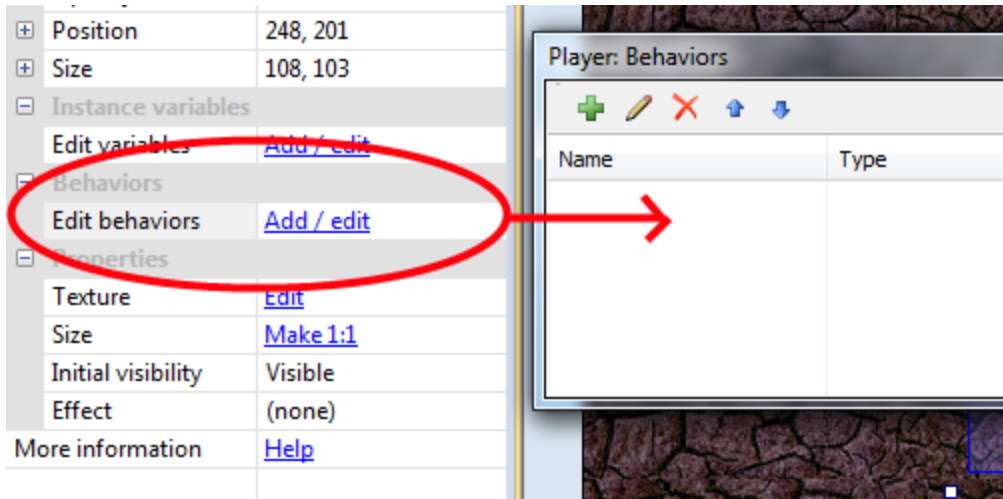 Position 248, 201
Size 108, 103
Instance variables
Edit variables Add / edit
Behaviors
Edit behaviors Add / edit
Properties
Texture Edit
Size Make 1:1
Initial visibility Visible
Effect (none)
More information Help
Player: Behaviors
Name Type